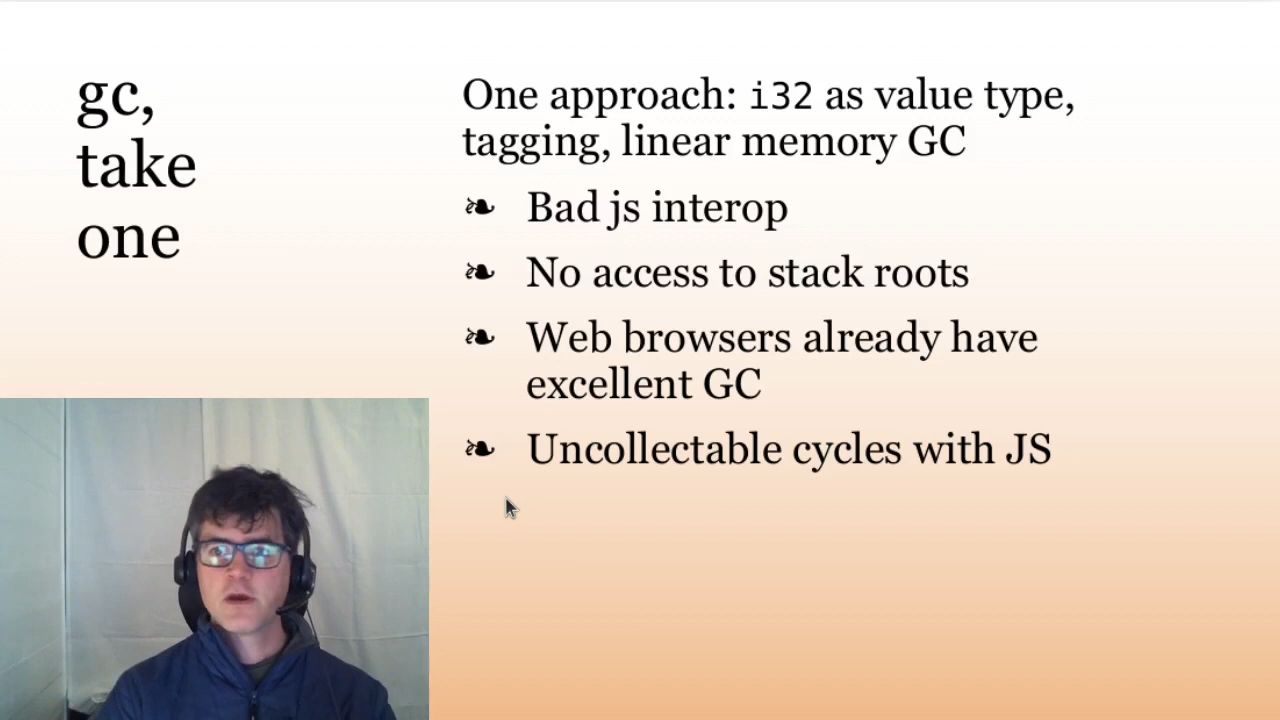 gc,
take
one
One approach: i32 as value type,
tagging, linear memory GC
❧ Bad js interop
❧ No access to stack roots
❧ Web browsers already have
excellent GC
❧ Uncollectable cycles with JS